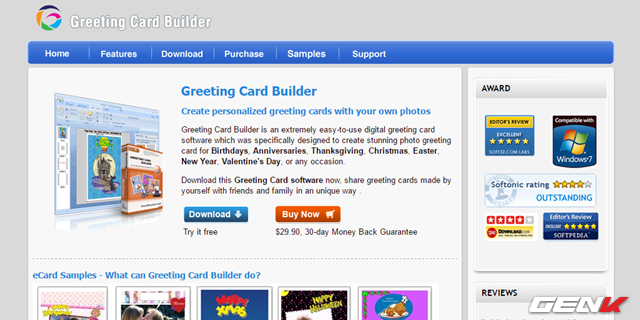 Greeting Card Builder
Home Features Download Purchase Samples Support
Greeting Card Builder
Create personalized greeting cards with your own photos
Greeting Card Builder is an extremely easy-to-use digital greeting card
software which was specifically designed to create stunning photo greeting
card for Birthdays, Anniversaries, Thanksgiving, Christmas, Easter,
New Year, Valentine's Day, or any occasion.
Download this Greeting Card software now, share greeting cards made by
yourself with friends and family in an unique way .
Download
Buy Now
Try it free
$29.90, 30-day Money Back Guarantee
eCard Samples - What can Greeting Card Builder do?
HAPPY
XMAS
HAPPY
HALLOWEEN
AWARD
EDITOR'S REVIEW
EXCELLENT
SOFT32.COM LABS
Compatible with
Windows®7
Softonic rating
OUTSTANDING
DOWNLOAD.com
Editor's Review
EXCELLENT
SOFTPEDIA
REVIEWS
GENK